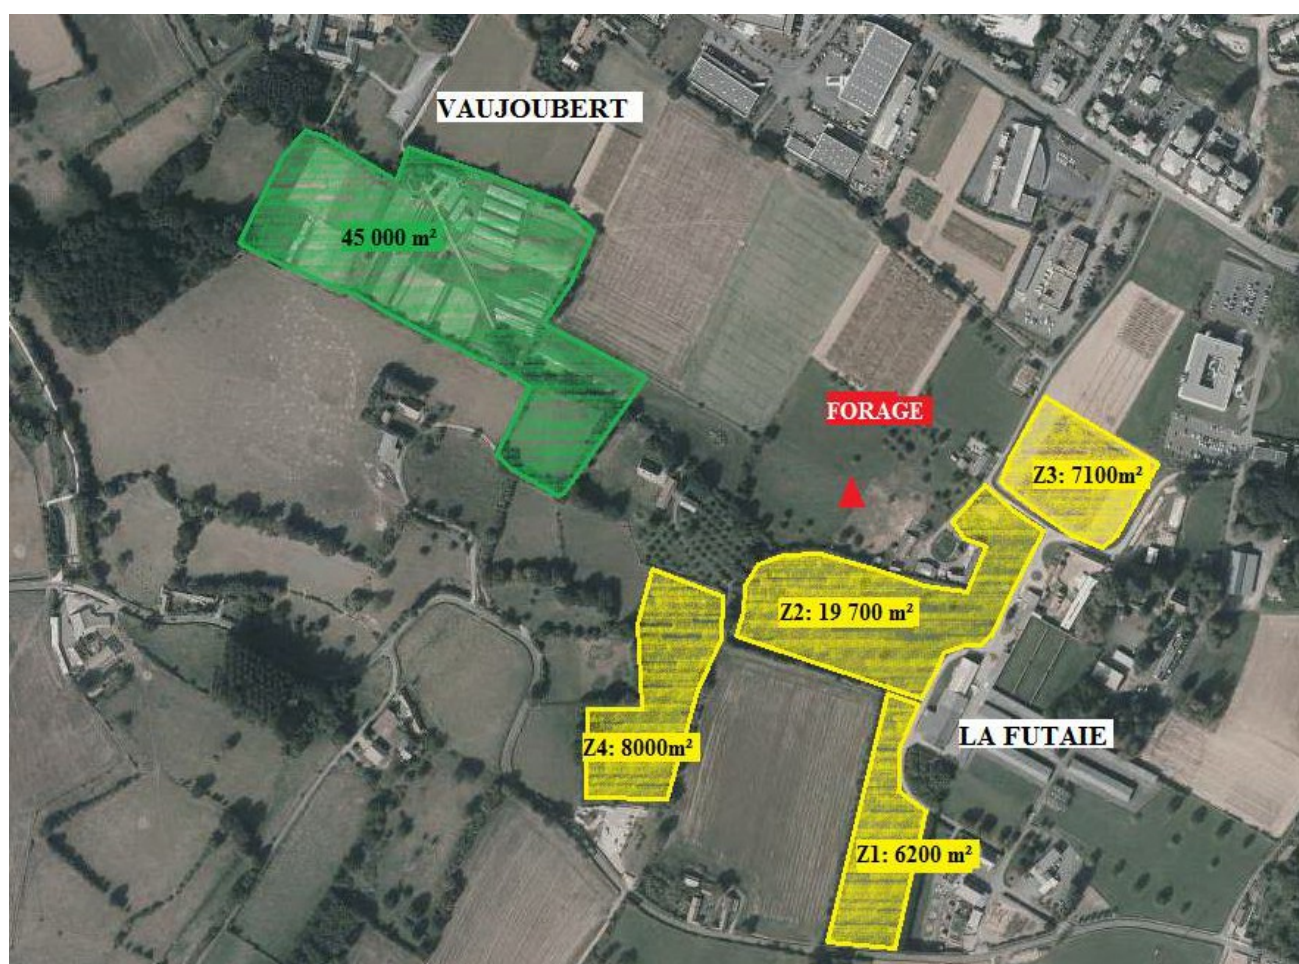 VAUJOUBERT
45 000 m²
FORAGE
Z3: 7100m²
Z2: 19 700 m²
LA FUTAIE
Z4: 8000m²
Z1: 6200 m²